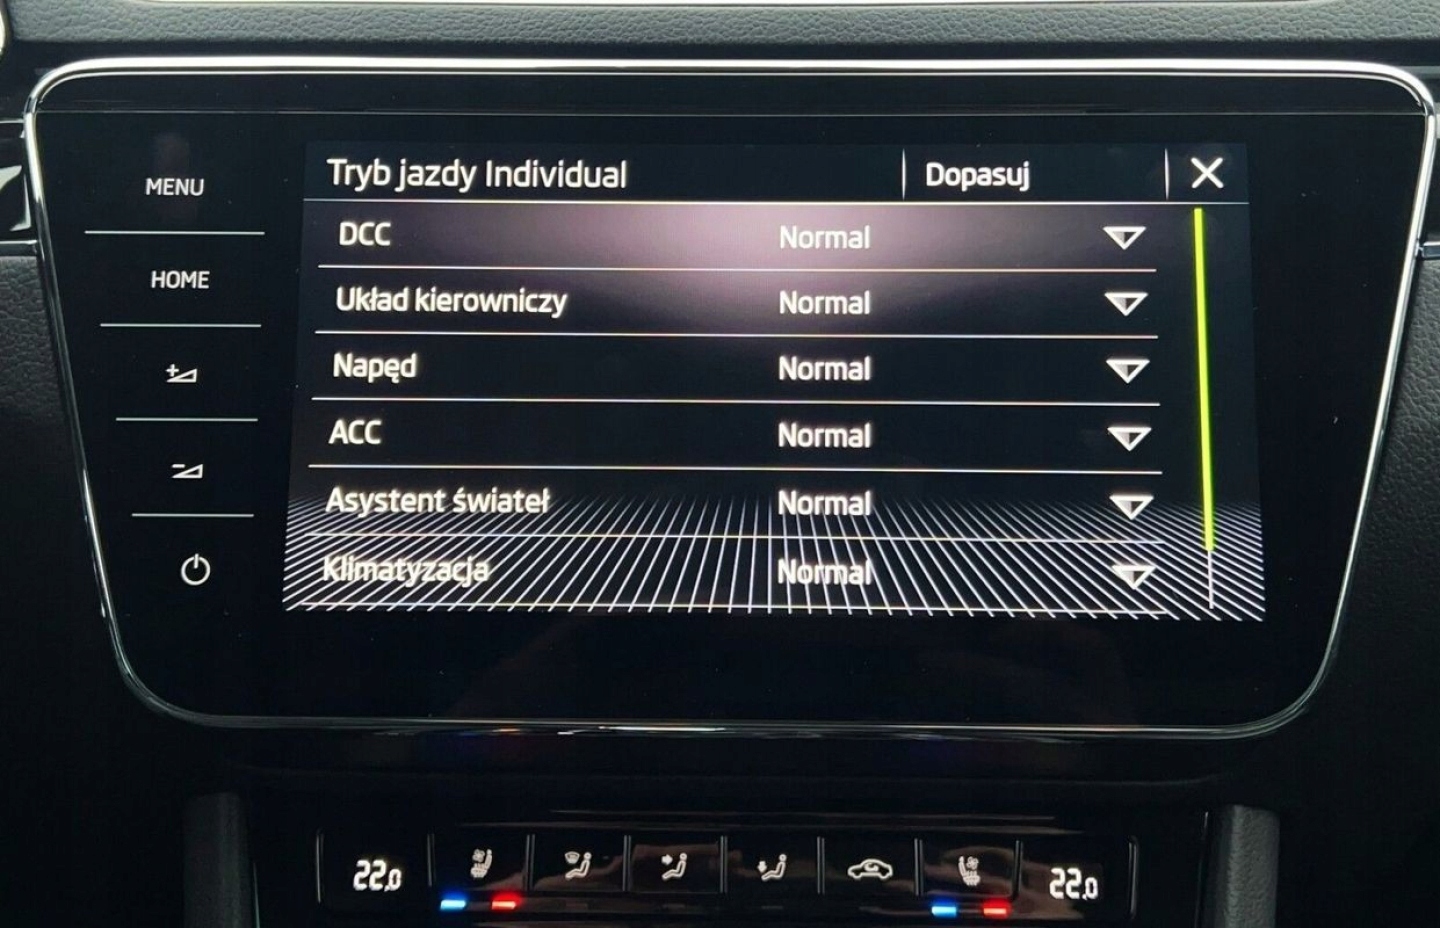 MENU
HOME
Tryb jazdy Individual
Dopasuj
DCC Normal
Układ kierowniczy Normal
Napęd Normal
ACC Normal
Asystent świateł Normal
Klimatyzacja Normal
22.0
22.0